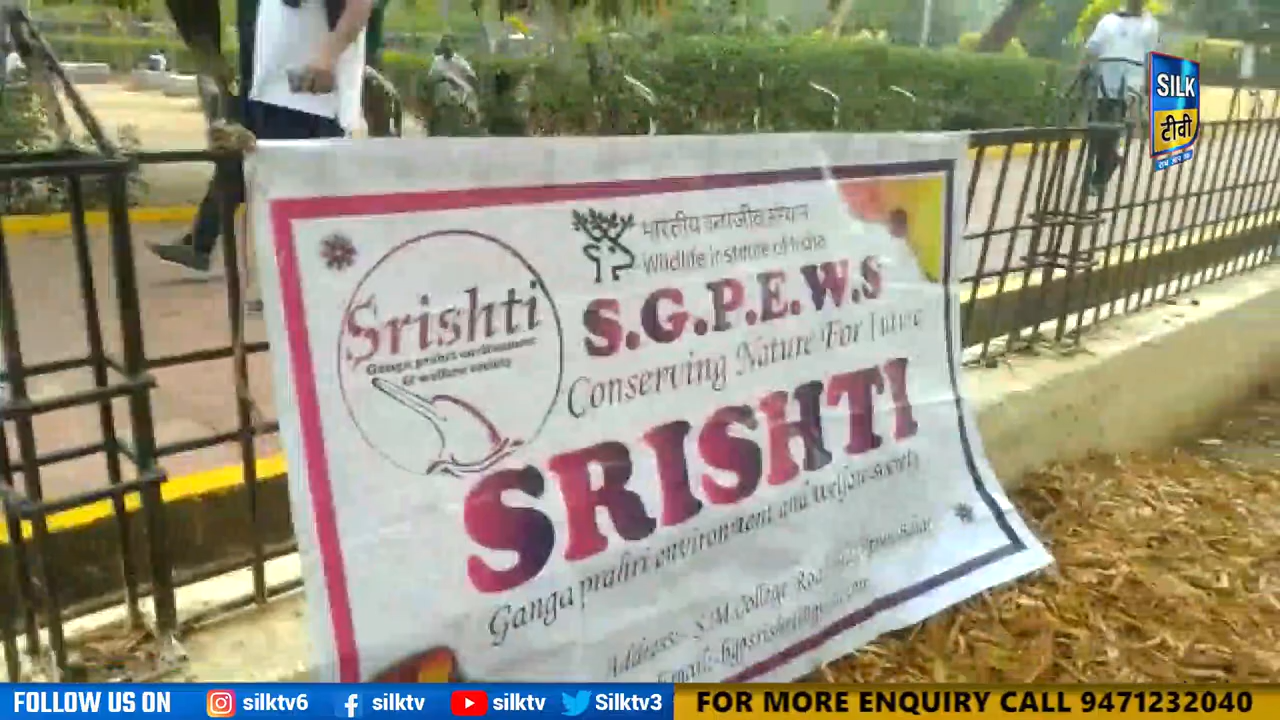 SILK
टीवी
भारतीय वन्यजीव संस्थान
Wildlife Institute of India
S.G.P.E.W.S
Conserving Nature For Future
Srishti
Ganga prahri environment
& welfare society
SRISHTI
Ganga prahri environment and welfare society
Address:- S.M.College Road
Email:-
FOLLOW US ON silktv6 silktv silktv Silktv3 FOR MORE ENQUIRY CALL 9471232040